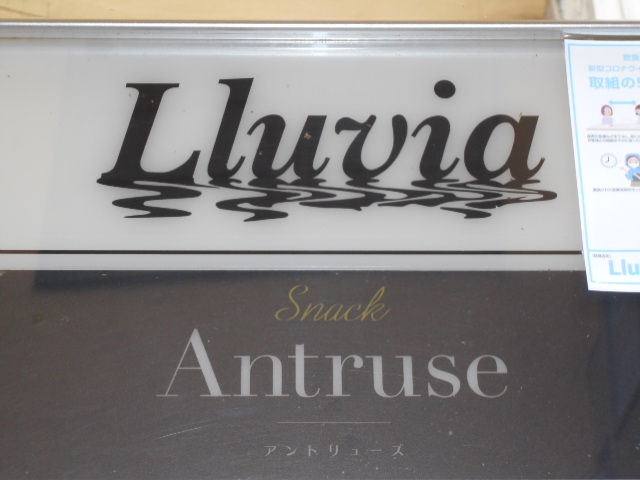 Lluvia
Snack
Antruse
アントリューズ
新型コロナウイ
取組の
Llu